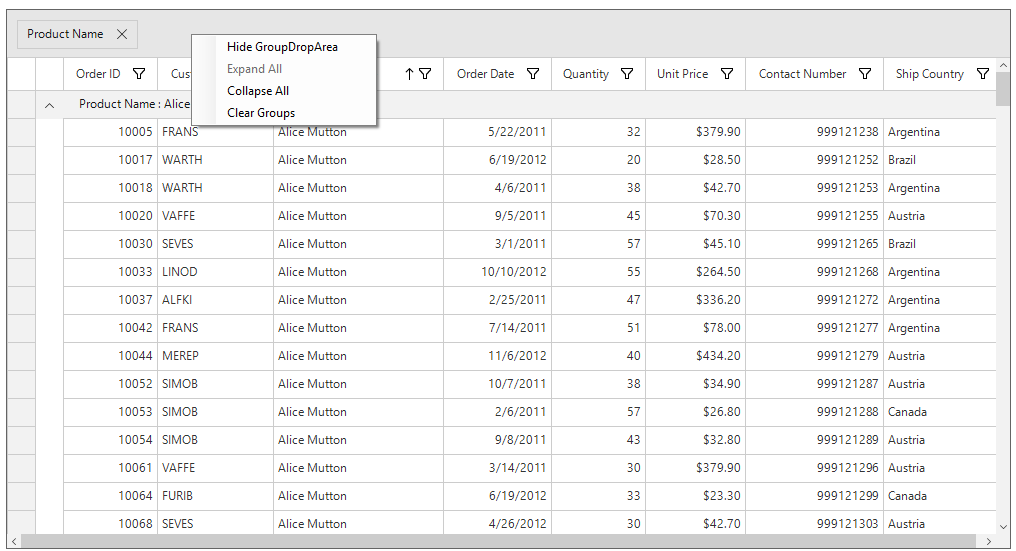 Product Name
Hide GroupDropArea
Expand All
Collapse All
Clear Groups
Order ID Cus Order Date Quantity Unit Price Contact Number Ship Country
Product Name : Alice
10005 FRANS Alice Mutton 5/22/2011 32 $379.90 999121238 Argentina
10017 WARTH Alice Mutton 6/19/2012 20 $28.50 999121252 Brazil
10018 WARTH Alice Mutton 4/6/2011 38 $42.70 999121253 Argentina
10020 VAFFE Alice Mutton 9/5/2011 45 $70.30 999121255 Austria
10030 SEVES Alice Mutton 3/1/2011 57 $45.10 999121265 Brazil
10033 LINOD Alice Mutton 10/10/2012 55 $264.50 999121268 Argentina
10037 ALFKI Alice Mutton 2/25/2011 47 $336.20 999121272 Argentina
10042 FRANS Alice Mutton 7/14/2011 51 $78.00 999121277 Argentina
10044 MEREP Alice Mutton 11/6/2012 40 $434.20 999121279 Austria
10052 SIMOB Alice Mutton 10/7/2011 38 $34.90 999121287 Austria
10053 SIMOB Alice Mutton 2/6/2011 57 $26.80 999121288 Canada
10054 SIMOB Alice Mutton 9/8/2011 43 $32.80 999121289 Austria
10061 VAFFE Alice Mutton 3/14/2011 30 $379.90 999121296 Austria
10064 FURIB Alice Mutton 6/19/2012 33 $23.30 999121299 Canada
10068 SEVES Alice Mutton 4/26/2012 30 $42.70 999121303 Austria